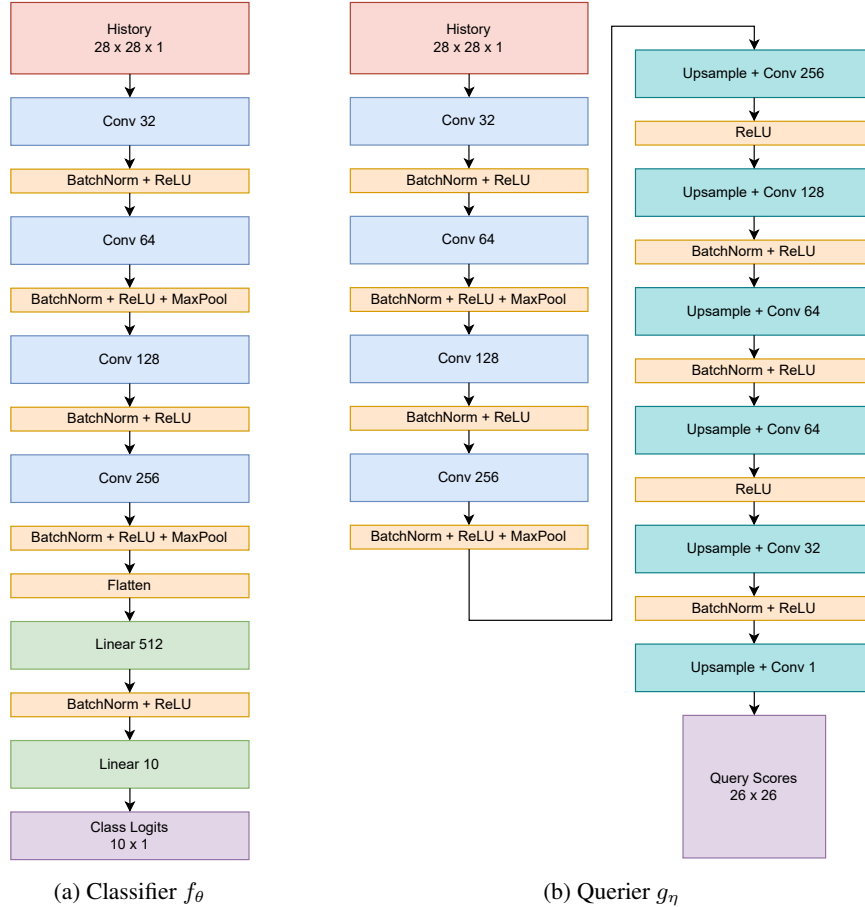 History
28 x 28 x 1
Conv 32
BatchNorm + ReLU
Conv 64
BatchNorm + ReLU + MaxPool
Conv 128
BatchNorm + ReLU
Conv 256
BatchNorm + ReLU + MaxPool
Flatten
Linear 512
BatchNorm + ReLU
Linear 10
Class Logits
10 x 1
(a) Classifier fθ
History
28 x 28 x 1
Conv 32
BatchNorm + ReLU
Conv 64
BatchNorm + ReLU + MaxPool
Conv 128
BatchNorm + ReLU
Conv 256
BatchNorm + ReLU + MaxPool
Upsample + Conv 256
ReLU
Upsample + Conv 128
BatchNorm + ReLU
Upsample + Conv 64
BatchNorm + ReLU
Upsample + Conv 64
ReLU
Upsample + Conv 32
BatchNorm + ReLU
Upsample + Conv 1
Query Scores
26 x 26
(b) Querier gη